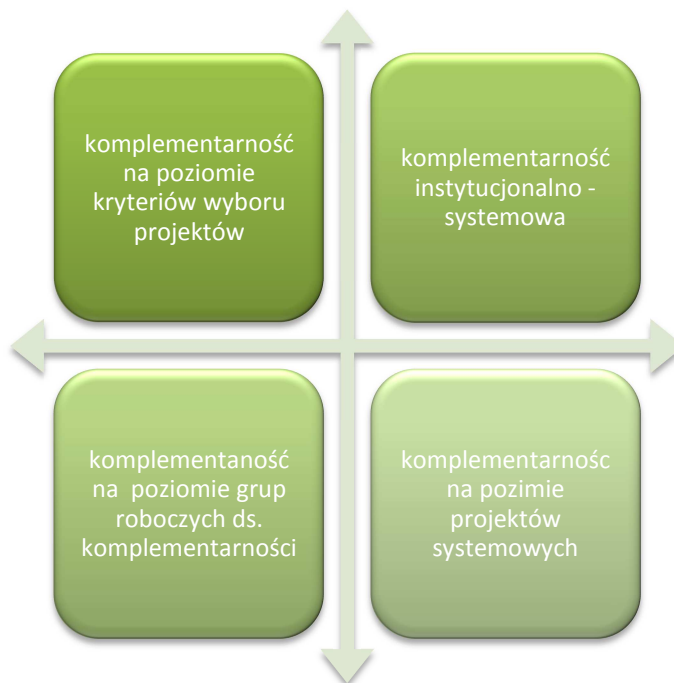 komplementarność
na poziomie
kryteriów wyboru
projektów
komplementarność
instytucjonalno -
systemowa
komplementaność
na poziomie grup
roboczych ds.
komplementarności
komplementarnośc
na pozimie
projektów
systemowych